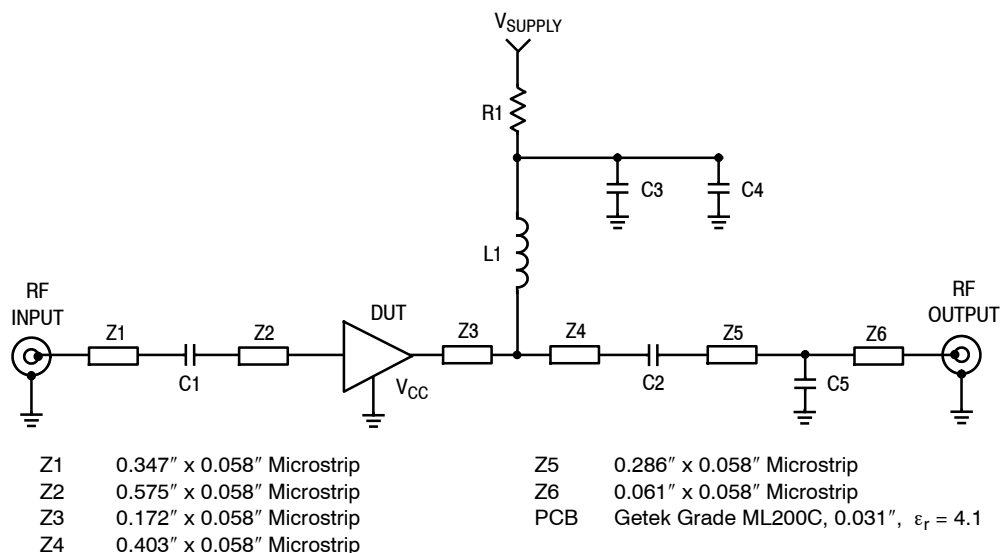 VSUPPLY
R1
C3
C4
L1
RF
INPUT
Z1
C1
Z2
DUT
VCC
Z3
Z4
C2
Z5
C5
Z6
RF
OUTPUT
Z1 0.347″ x 0.058″ Microstrip
Z2 0.575″ x 0.058″ Microstrip
Z3 0.172″ x 0.058″ Microstrip
Z4 0.403″ x 0.058″ Microstrip
Z5 0.286″ x 0.058″ Microstrip
Z6 0.061″ x 0.058″ Microstrip
PCB Getek Grade ML200C, 0.031″, εr = 4.1